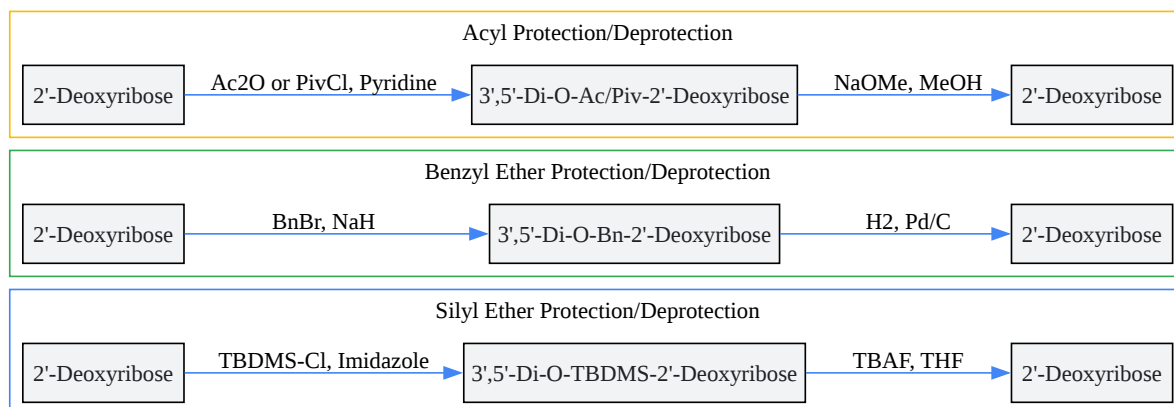 Acyl Protection/Deprotection
2'-Deoxyribose
Ac2O or PivCl, Pyridine
3',5'-Di-O-Ac/Piv-2'-Deoxyribose
NaOMe, MeOH
2'-Deoxyribose
Benzyl Ether Protection/Deprotection
2'-Deoxyribose
BnBr, NaH
3',5'-Di-O-Bn-2'-Deoxyribose
H2, Pd/C
2'-Deoxyribose
Silyl Ether Protection/Deprotection
2'-Deoxyribose
TBDMS-Cl, Imidazole
3',5'-Di-O-TBDMS-2'-Deoxyribose
TBAF, THF
2'-Deoxyribose